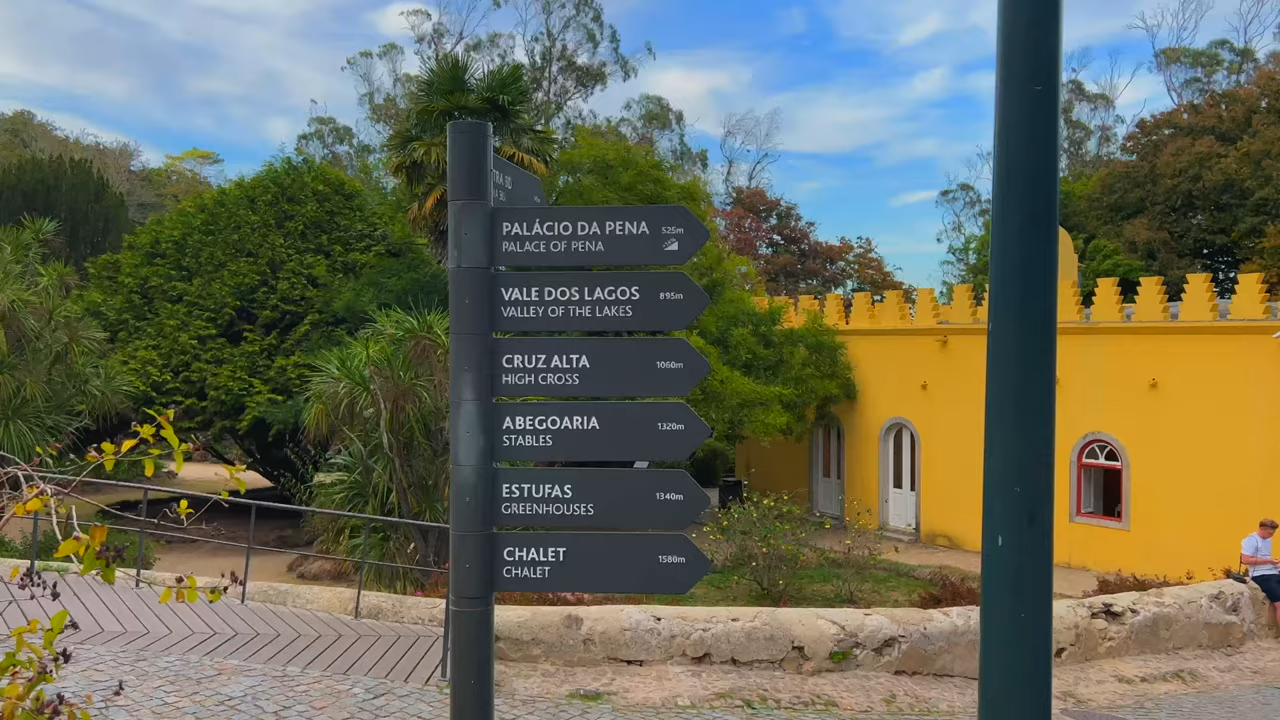 PALÁCIO DA PENA 525m
PALACE OF PENA
VALE DOS LAGOS 895m
VALLEY OF THE LAKES
CRUZ ALTA 1060m
HIGH CROSS
ABEGOARIA 1320m
STABLES
ESTUFAS 1340m
GREENHOUSES
CHALET 1580m
CHALET